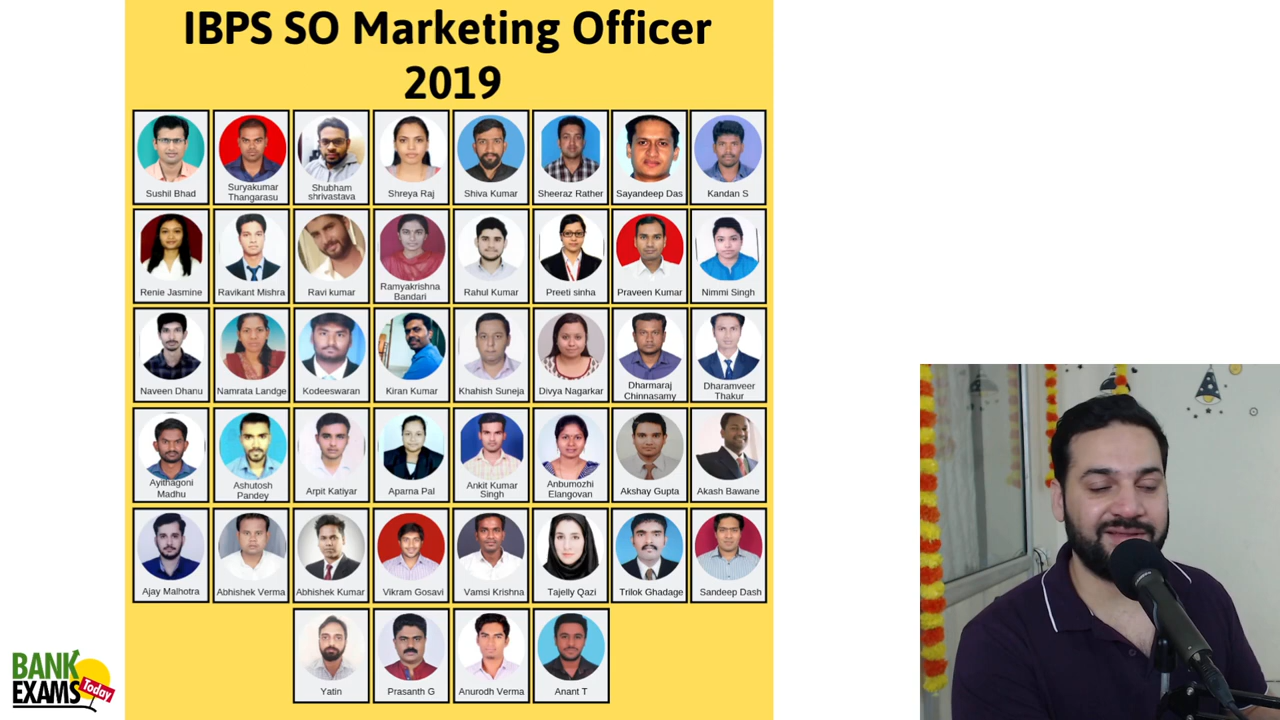 IBPS SO Marketing Officer
2019
Sushil Bhad
Suryakumar
Thangarasu
Shubham
shrivastava
Shreya Raj
Shiva Kumar
Sheeraz Rather
Sayandeep Das
Kandan S
Renie Jasmine
Ravikant Mishra
Ravi kumar
Ramyakrishna
Bandari
Rahul Kumar
Preeti sinha
Praveen Kumar
Nimmi Singh
Naveen Dhanu
Namrata Landge
Kodeeswaran
Kiran Kumar
Khahish Suneja
Divya Nagarkar
Dharmaraj
Chinnasamy
Dharamveer
Thakur
Ayithagoni
Madhu
Ashutosh
Pandey
Arpit Katiyar
Aparna Pal
Ankit Kumar
Singh
Anbumozhi
Elangovan
Akshay Gupta
Akash Bawane
Ajay Malhotra
Abhishek Verma
Abhishek Kumar
Vikram Gosavi
Vamsi Krishna
Tajelly Qazi
Trilok Ghadage
Sandeep Dash
Yatin
Prasanth G
Anurodh Verma
Anant T
BANK
EXAMS Today